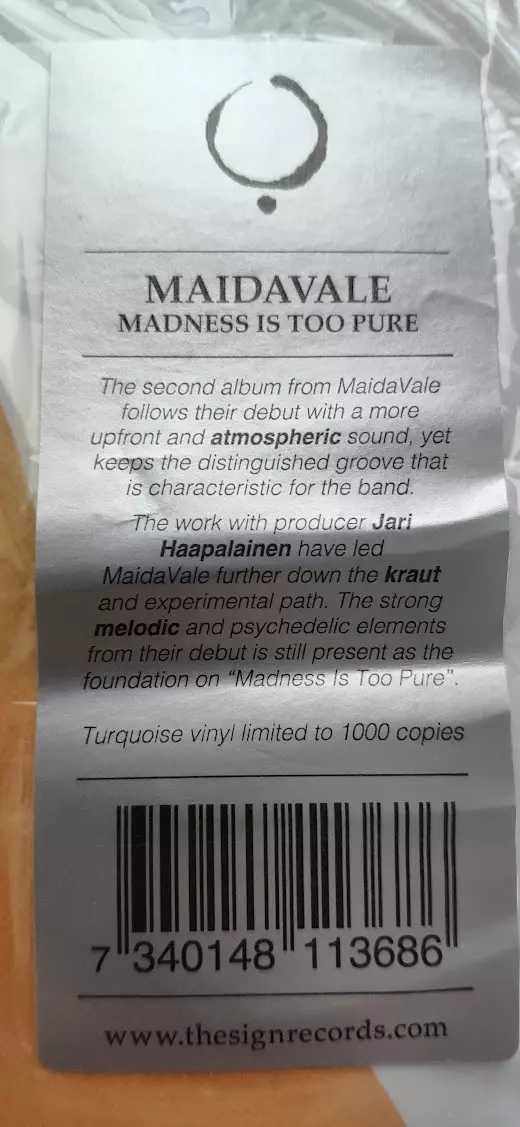 MAIDAVALE
MADNESS IS TOO PURE
The second album from MaidaVale
follows their debut with a more
upfront and atmospheric sound, yet
keeps the distinguished groove that
is characteristic for the band.
The work with producer Jari
Haapalainen have led
MaidaVale further down the kraut
and experimental path. The strong
melodic and psychedelic elements
from their debut is still present as the
foundation on “Madness Is Too Pure”.
Turquoise vinyl limited to 1000 copies
7 340148 113686
www.thesignrecords.com